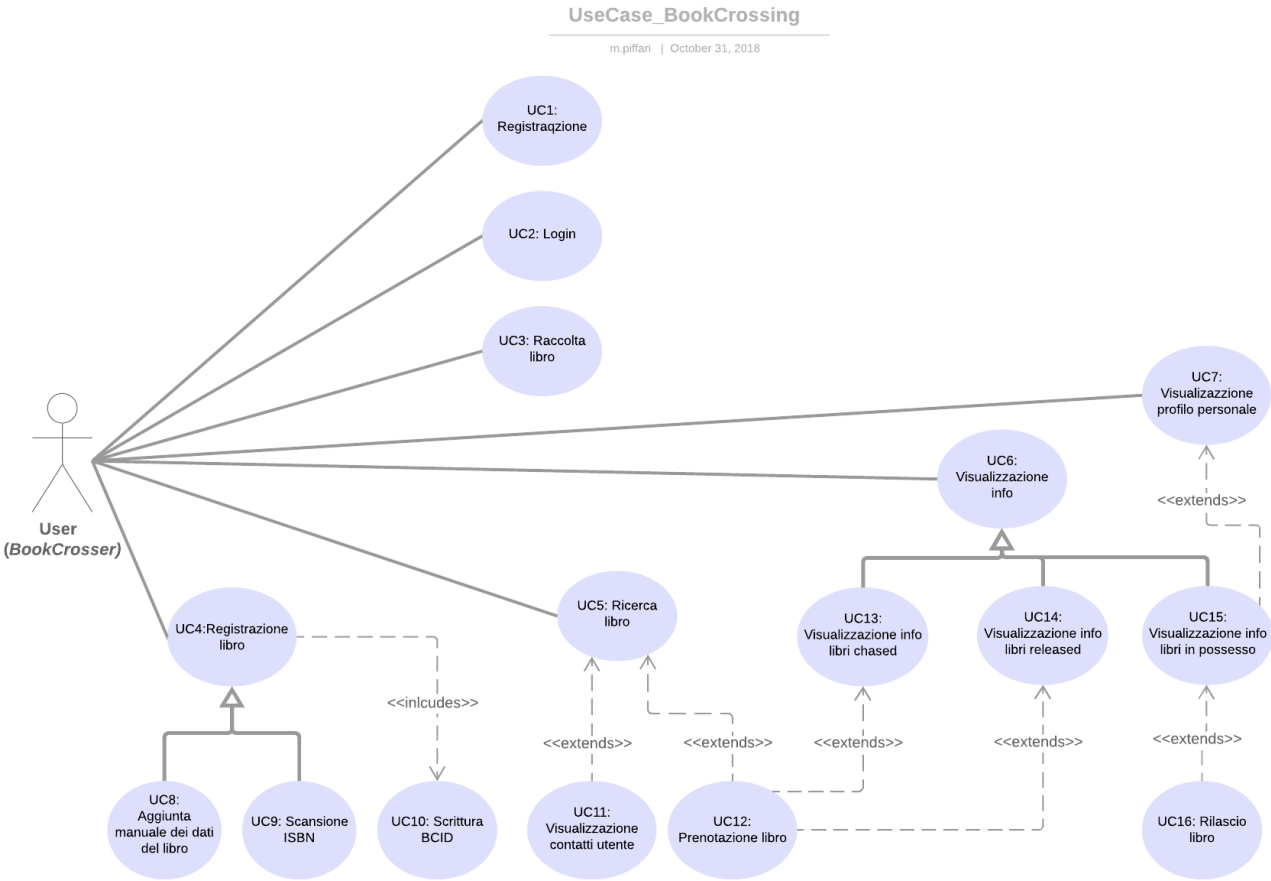 UseCase_BookCrossing
m.piffari | October 31, 2018
UC1:
Registraqzione
UC2: Login
UC3: Raccolta
libro
UC7:
Visualizazzione
profilo personale
UC6:
Visualizzazione
info
<<extends>>
User
(BookCrosser)
UC4:Registrazione
libro
UC5: Ricerca
libro
UC13:
Visualizzazione info
libri chased
UC14:
Visualizzazione info
libri released
UC15:
Visualizzazione info
libri in possesso
<<inlcudes>>
<<extends>>
<<extends>>
<<extends>>
<<extends>>
<<extends>>
UC8:
Aggiunta
manuale dei dati
del libro
UC9: Scansione
ISBN
UC10: Scrittura
BCID
UC11:
Visualizzazione
contatti utente
UC12:
Prenotazione libro
UC16: Rilascio
libro